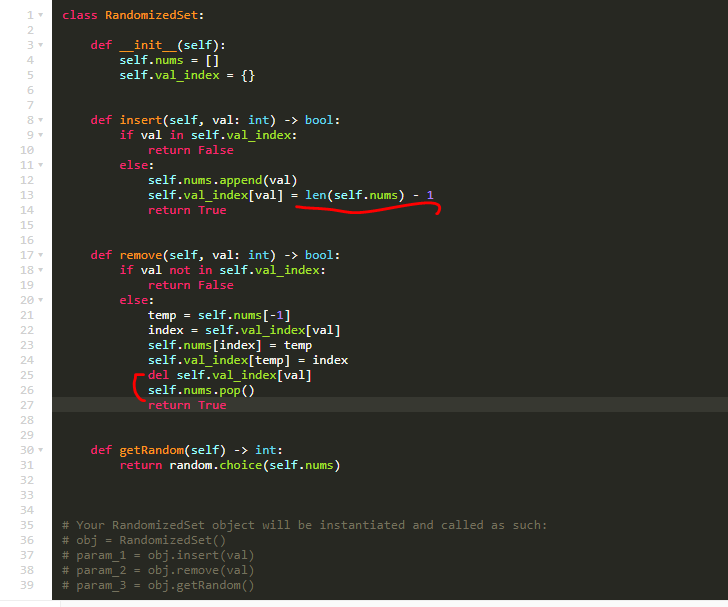 1 class RandomizedSet:
2
3     def __init__(self):
4         self.nums = []
5         self.val_index = {}
6
7
8     def insert(self, val: int) -> bool:
9         if val in self.val_index:
10             return False
11         else:
12             self.nums.append(val)
13             self.val_index[val] = len(self.nums) - 1
14             return True
15
16
17     def remove(self, val: int) -> bool:
18         if val not in self.val_index:
19             return False
20         else:
21             temp = self.nums[-1]
22             index = self.val_index[val]
23             self.nums[index] = temp
24             self.val_index[temp] = index
25             del self.val_index[val]
26             self.nums.pop()
27             return True
28
29
30     def getRandom(self) -> int:
31         return random.choice(self.nums)
32
33
34
35 # Your RandomizedSet object will be instantiated and called as such:
36 # obj = RandomizedSet()
37 # param_1 = obj.insert(val)
38 # param_2 = obj.remove(val)
39 # param_3 = obj.getRandom()